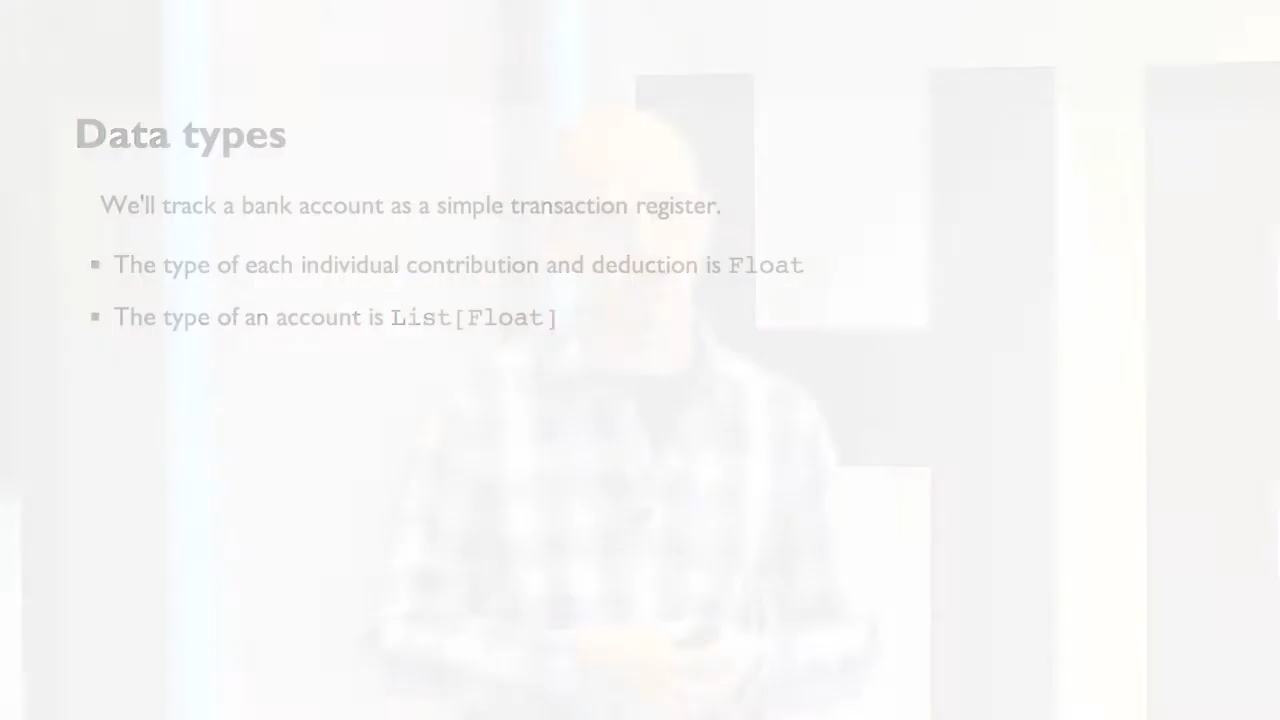 Data types
We'll track a bank account as a simple transaction register.
▪ The type of each individual contribution and deduction is Float
▪ The type of an account is List[Float]